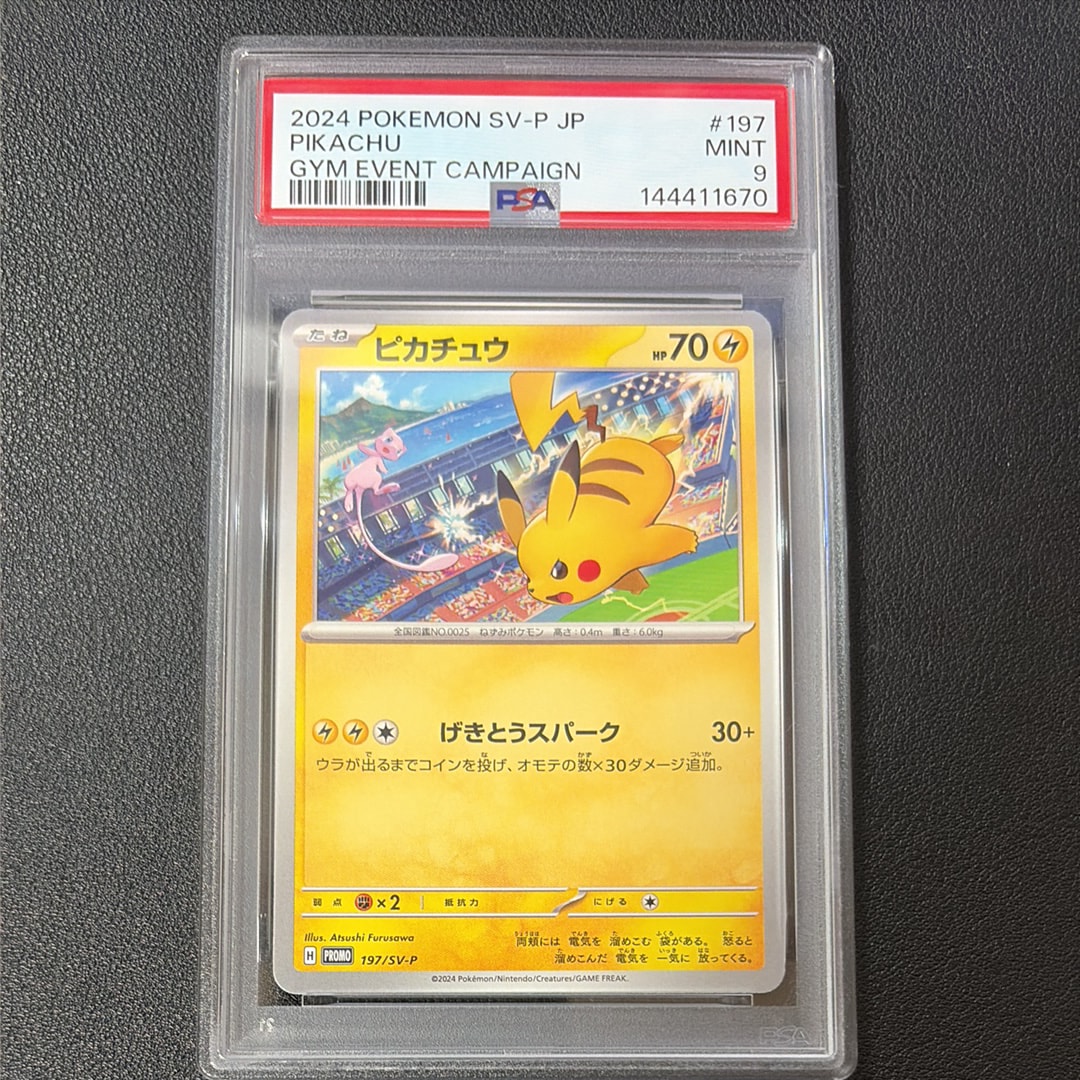 2024 POKEMON SV-P JP #197
PIKACHU MINT
GYM EVENT CAMPAIGN 9
PSA 144411670
たね ピカチュウ HP 70
全国図鑑NO.0025 ねずみポケモン 高さ:0.4m 重さ:6.0kg
げきとうスパーク 30+
ウラが出るまでコインを投げ、オモテの数×30ダメージ追加。
弱点 ×2 抵抗力 にげる
Illus. Atsushi Furusawa
両頬には 電気を 溜めこむ 袋がある。 怒ると
溜めこんだ 電気を 一気に 放ってくる。
H PROMO 197/SV-P
©2024 Pokémon/Nintendo/Creatures/GAME FREAK.
PSA